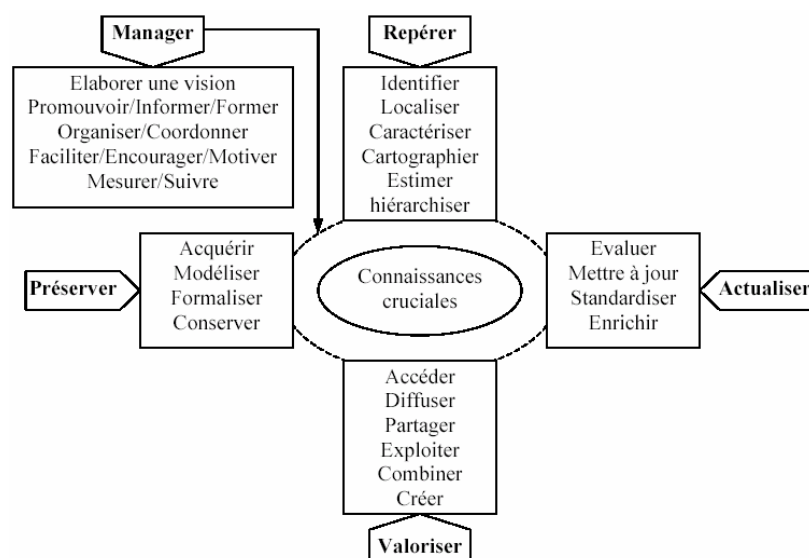 Manager
Elaborer une vision
Promouvoir/Informer/Former
Organiser/Coordonner
Faciliter/Encourager/Motiver
Mesurer/Suivre
Repérer
Identifier
Localiser
Caractériser
Cartographier
Estimer
hiérarchiser
Préserver
Acquérir
Modéliser
Formaliser
Conserver
Connaissances
cruciales
Evaluer
Mettre à jour
Standardiser
Enrichir
Actualiser
Accéder
Diffuser
Partager
Exploiter
Combiner
Créer
Valoriser